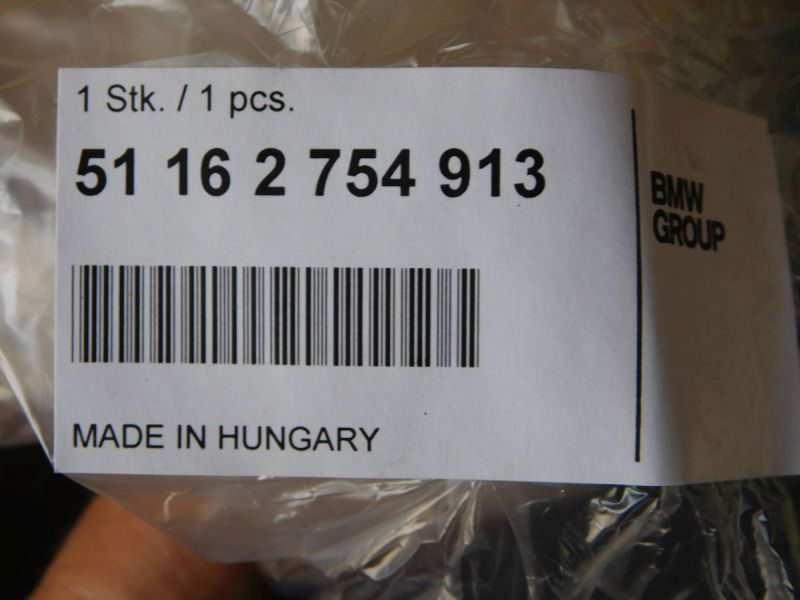 1 Stk. / 1 pcs.
51 16 2 754 913
BMW
GROUP
MADE IN HUNGARY